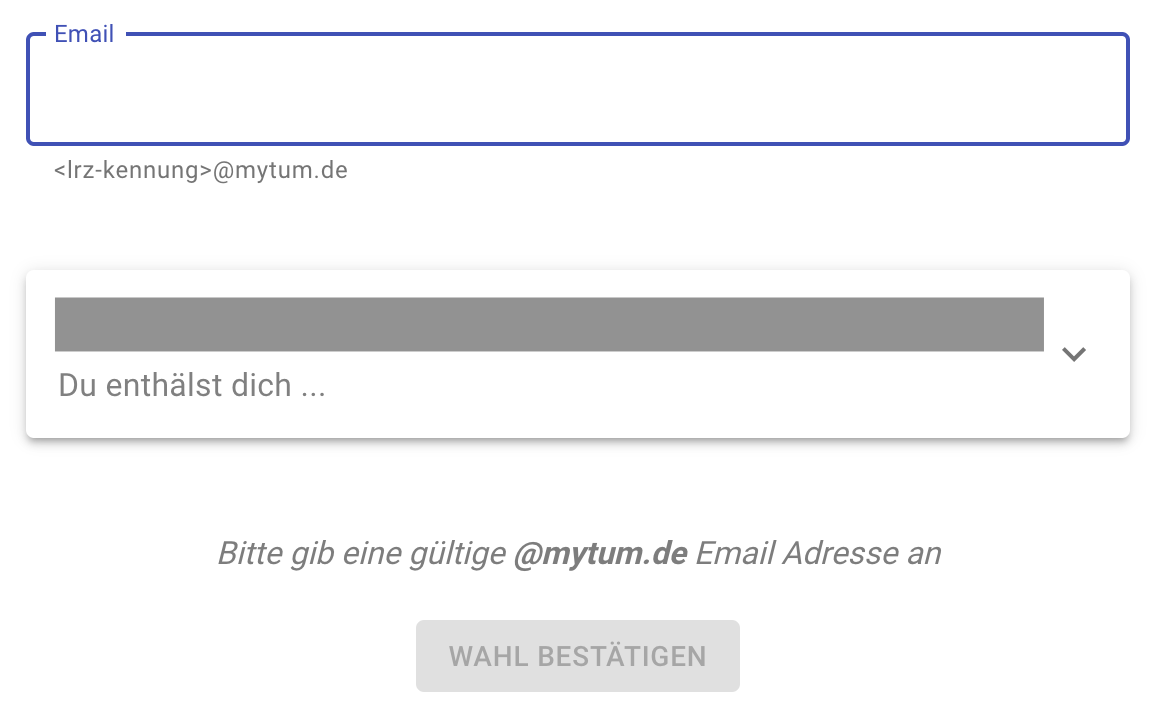 Email
<lrz-kennung>@mytum.de
Du enthälst dich ...
Bitte gib eine gültige @mytum.de Email Adresse an
WAHL BESTÄTIGEN